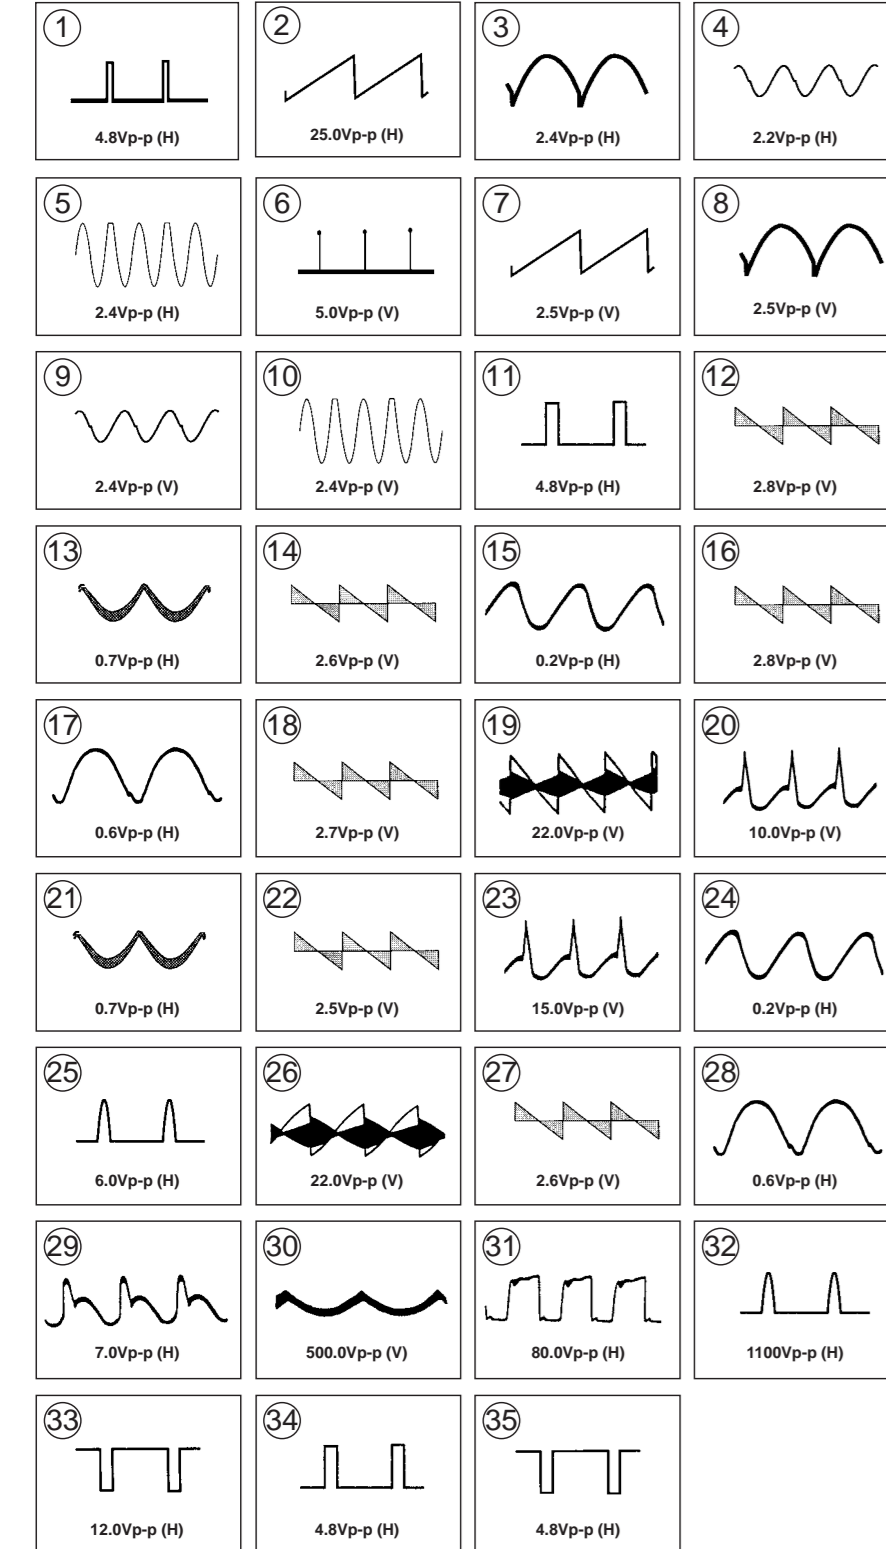 1
4.8Vp-p (H)
2
25.0Vp-p (H)
3
2.4Vp-p (H)
4
2.2Vp-p (H)
5
2.4Vp-p (H)
6
5.0Vp-p (V)
7
2.5Vp-p (V)
8
2.5Vp-p (V)
9
2.4Vp-p (V)
10
2.4Vp-p (V)
11
4.8Vp-p (H)
12
2.8Vp-p (V)
13
0.7Vp-p (H)
14
2.6Vp-p (V)
15
0.2Vp-p (H)
16
2.8Vp-p (V)
17
0.6Vp-p (H)
18
2.7Vp-p (V)
19
22.0Vp-p (V)
20
10.0Vp-p (V)
21
0.7Vp-p (H)
22
2.5Vp-p (V)
23
15.0Vp-p (V)
24
0.2Vp-p (H)
25
6.0Vp-p (H)
26
22.0Vp-p (V)
27
2.6Vp-p (V)
28
0.6Vp-p (H)
29
7.0Vp-p (H)
30
500.0Vp-p (V)
31
80.0Vp-p (H)
32
1100Vp-p (H)
33
12.0Vp-p (H)
34
4.8Vp-p (H)
35
4.8Vp-p (H)